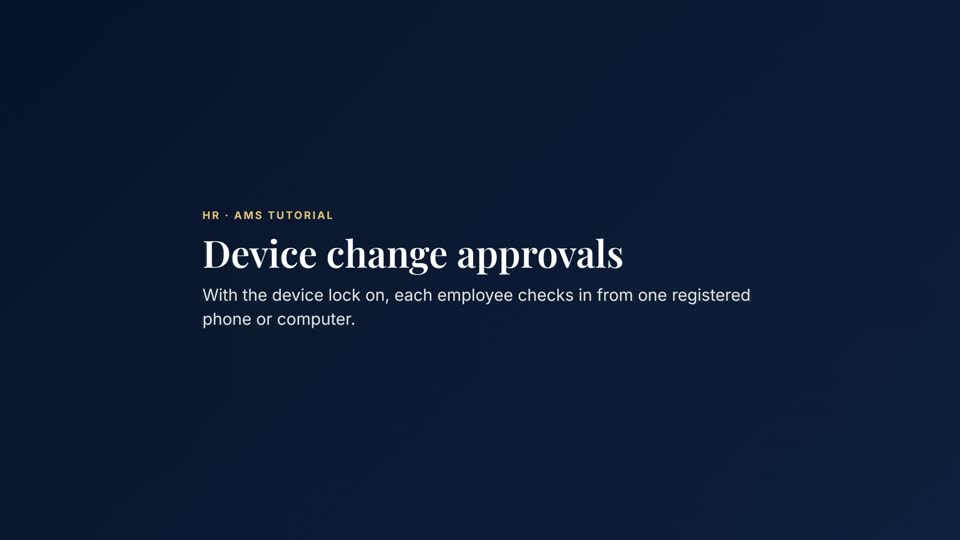 HR · AMS TUTORIAL
Device change approvals
With the device lock on, each employee checks in from one registered
phone or computer.